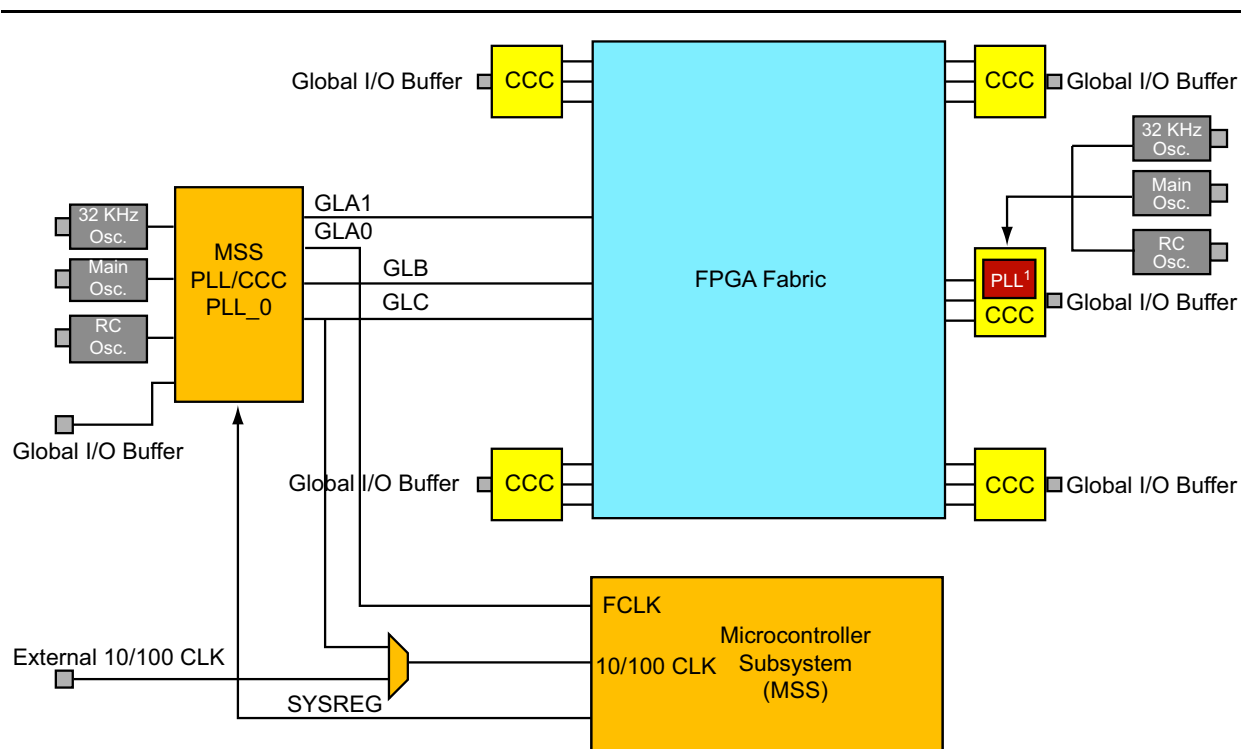 Global I/O Buffer
CCC
CCC
Global I/O Buffer
32 KHz
Osc.
Main
Osc.
RC
Osc.
32 KHz
Osc.
Main
Osc.
RC
Osc.
MSS
PLL/CCC
PLL_0
GLA1
GLA0
GLB
GLC
FPGA Fabric
PLL1
CCC
Global I/O Buffer
Global I/O Buffer
Global I/O Buffer
CCC
CCC
Global I/O Buffer
FCLK
Microcontroller
Subsystem
(MSS)
10/100 CLK
External 10/100 CLK
SYSREG